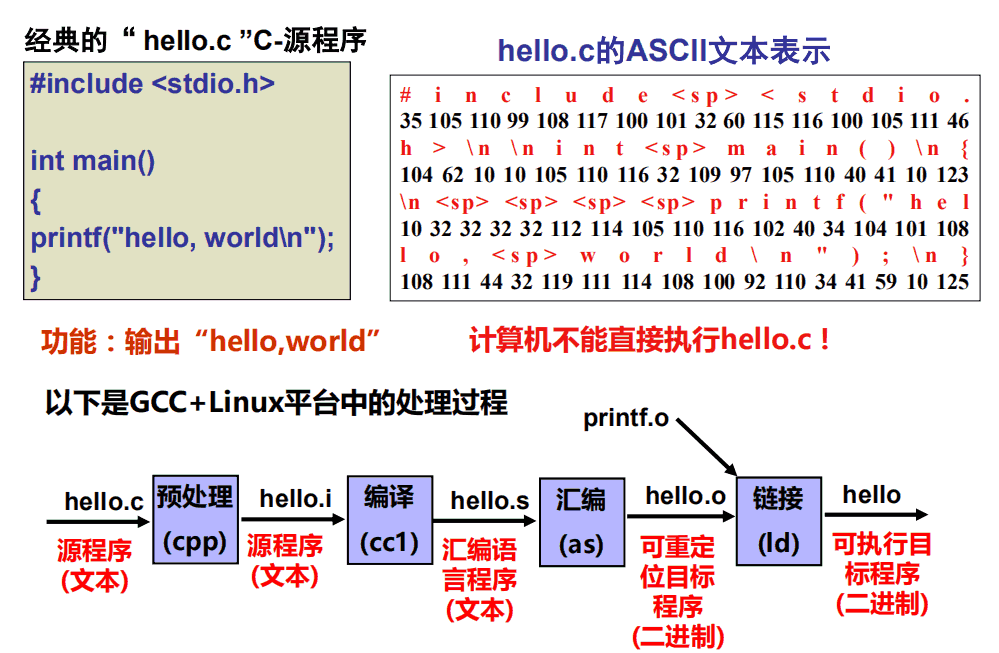 经典的“ hello.c ”C-源程序
#include <stdio.h>
int main()
{
printf("hello, world\n");
}
hello.c的ASCII文本表示
# i n c l u d e <sp> < s t d i o .
35 105 110 99 108 117 100 101 32 60 115 116 100 105 111 46
h > \n \n i n t <sp> m a i n ( ) \n {
104 62 10 10 105 110 116 32 109 97 105 110 40 41 10 123
\n <sp> <sp> <sp> <sp> p r i n t f ( " h e l
10 32 32 32 32 112 114 105 110 116 102 40 34 104 101 108
l o , <sp> w o r l d \ n " ) ; \n }
108 111 44 32 119 111 114 108 100 92 110 34 41 59 10 125
功能：输出“hello,world”
计算机不能直接执行hello.c！
以下是GCC+Linux平台中的处理过程
printf.o
hello.c
预处理
(cpp)
hello.i
编译
(cc1)
hello.s
汇编
(as)
hello.o
链接
(ld)
hello
源程序
(文本)
源程序
(文本)
汇编语
言程序
(文本)
可重定
位目标
程序
(二进制)
可执行目
标程序
(二进制)